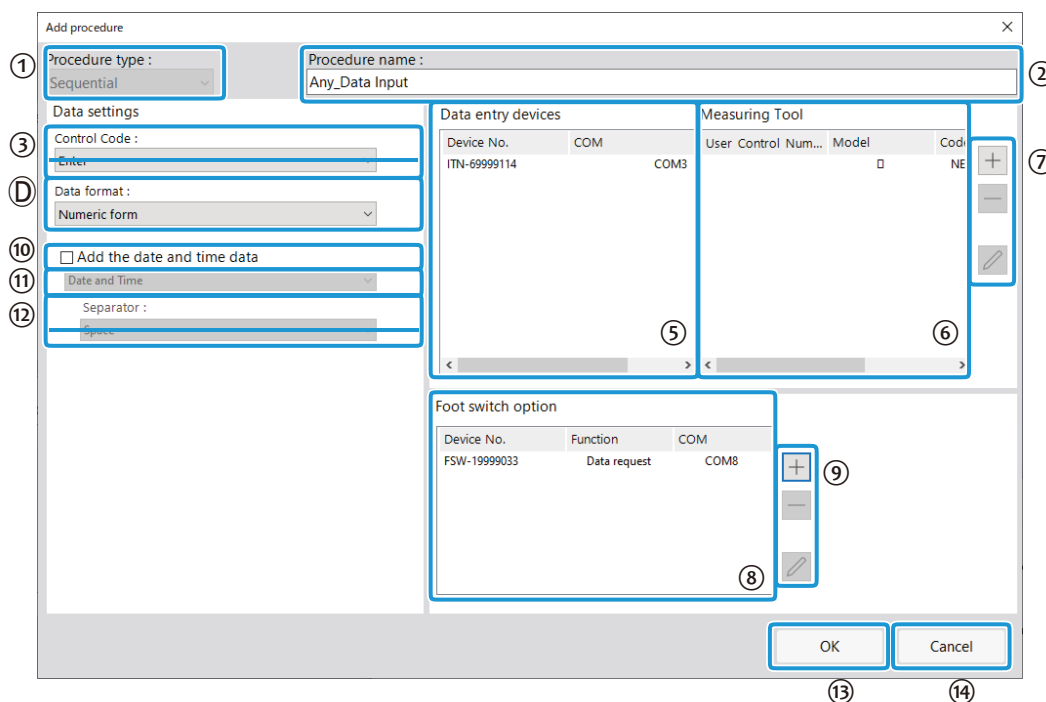 Add procedure
① Procedure type : Procedure name : ②
Sequential Any_Data Input
Data settings Data entry devices Measuring Tool
③ Control Code : Device No. COM User Control Num... Model Code ⑦
Enter ITN-69999114 COM3 NE
Ⓓ Data format :
Numeric form
⑩ Add the date and time data
⑪ Date and Time
⑫ Separator :
Space ⑤ ⑥
Foot switch option
Device No. Function COM
FSW-19999033 Data request COM8 ⑨
⑧
OK Cancel
⑬ ⑭